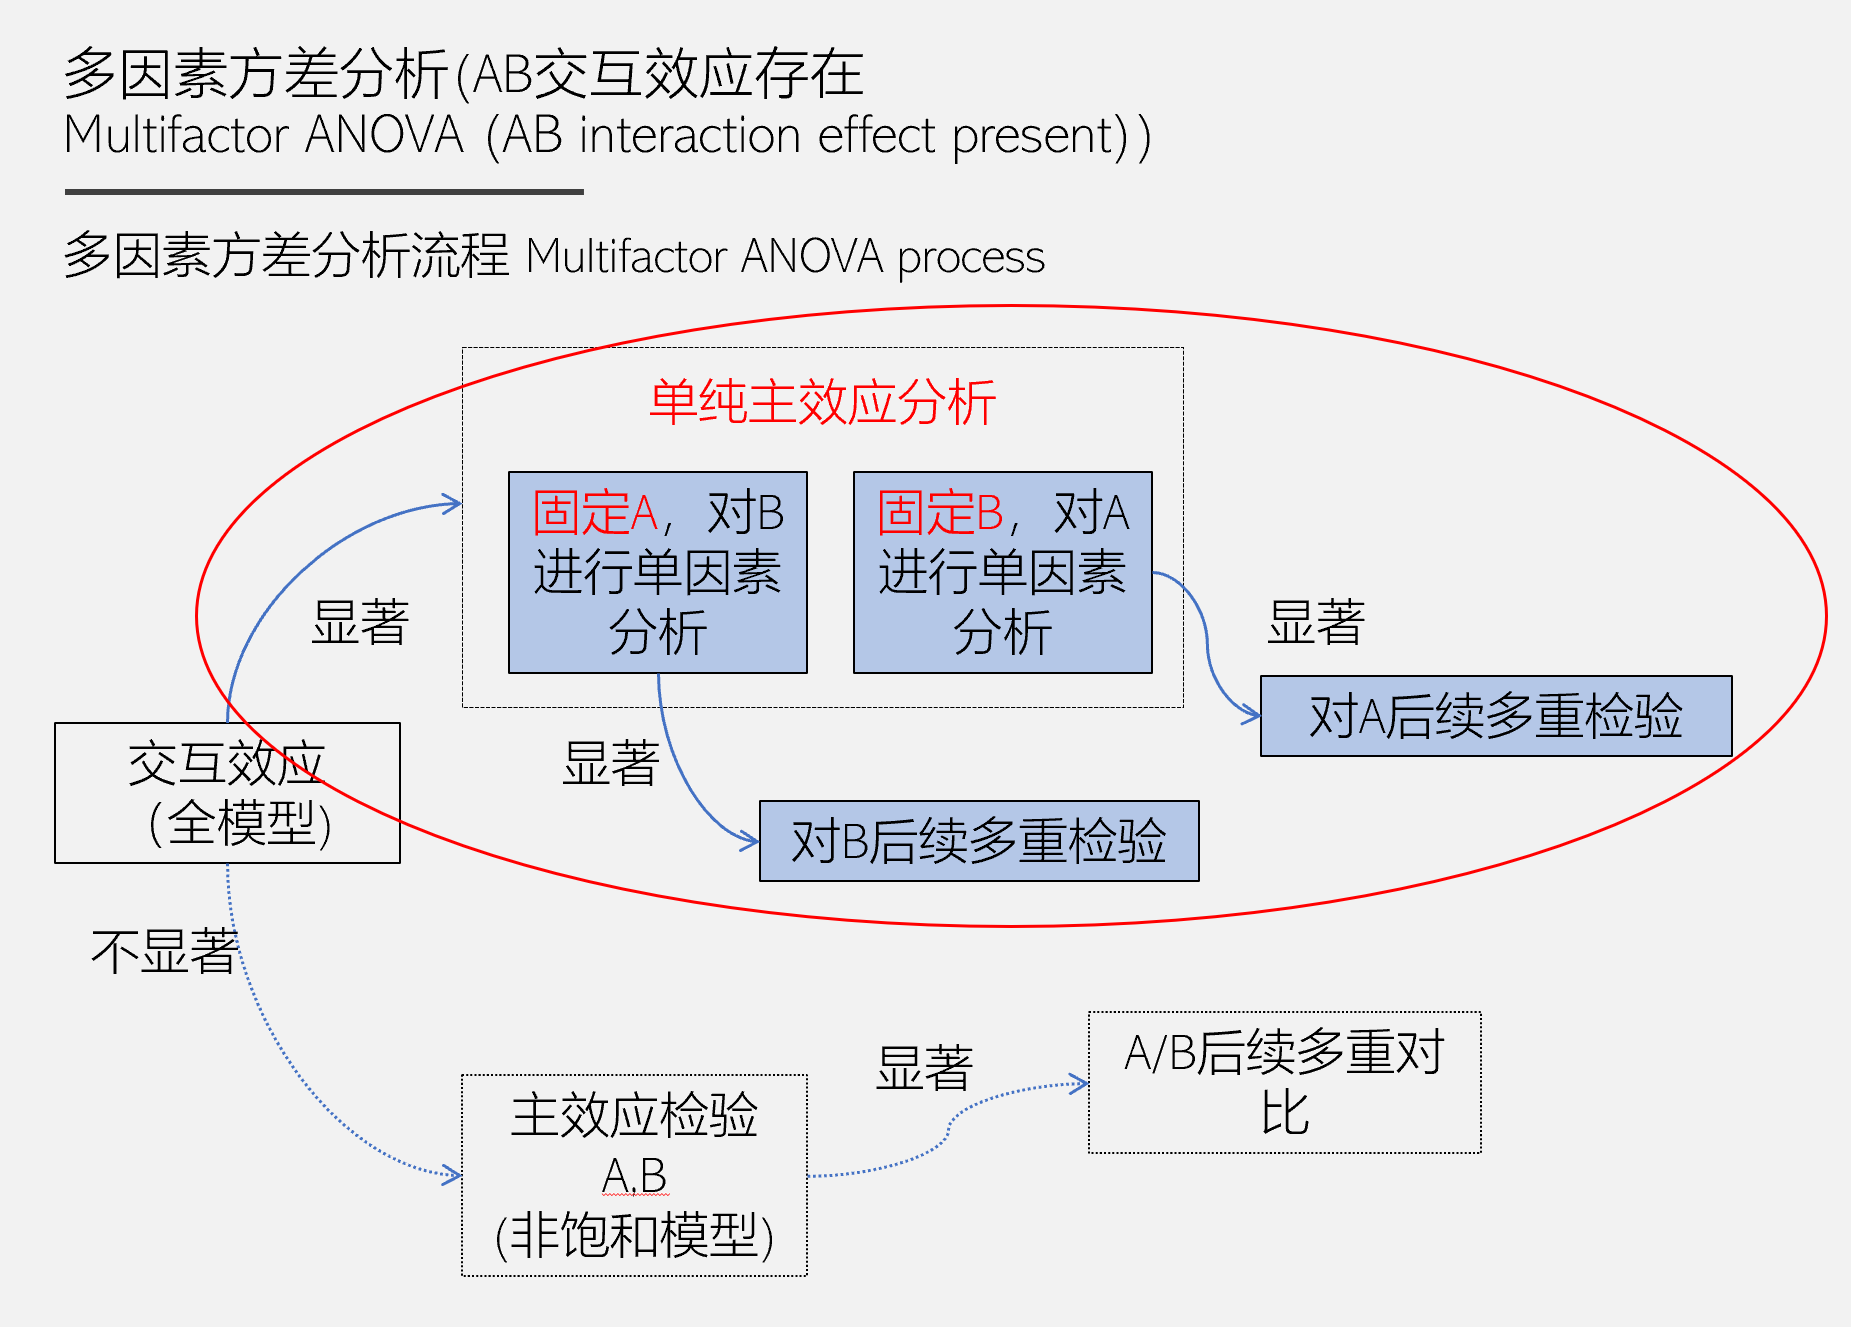 多因素方差分析(AB交互效应存在
Multifactor ANOVA (AB interaction effect present))
多因素方差分析流程 Multifactor ANOVA process
单纯主效应分析
固定A，对B
进行单因素
分析
固定B，对A
进行单因素
分析
显著
显著
对A后续多重检验
交互效应
（全模型)
显著
对B后续多重检验
不显著
主效应检验
A,B
(非饱和模型)
显著
A/B后续多重对
比